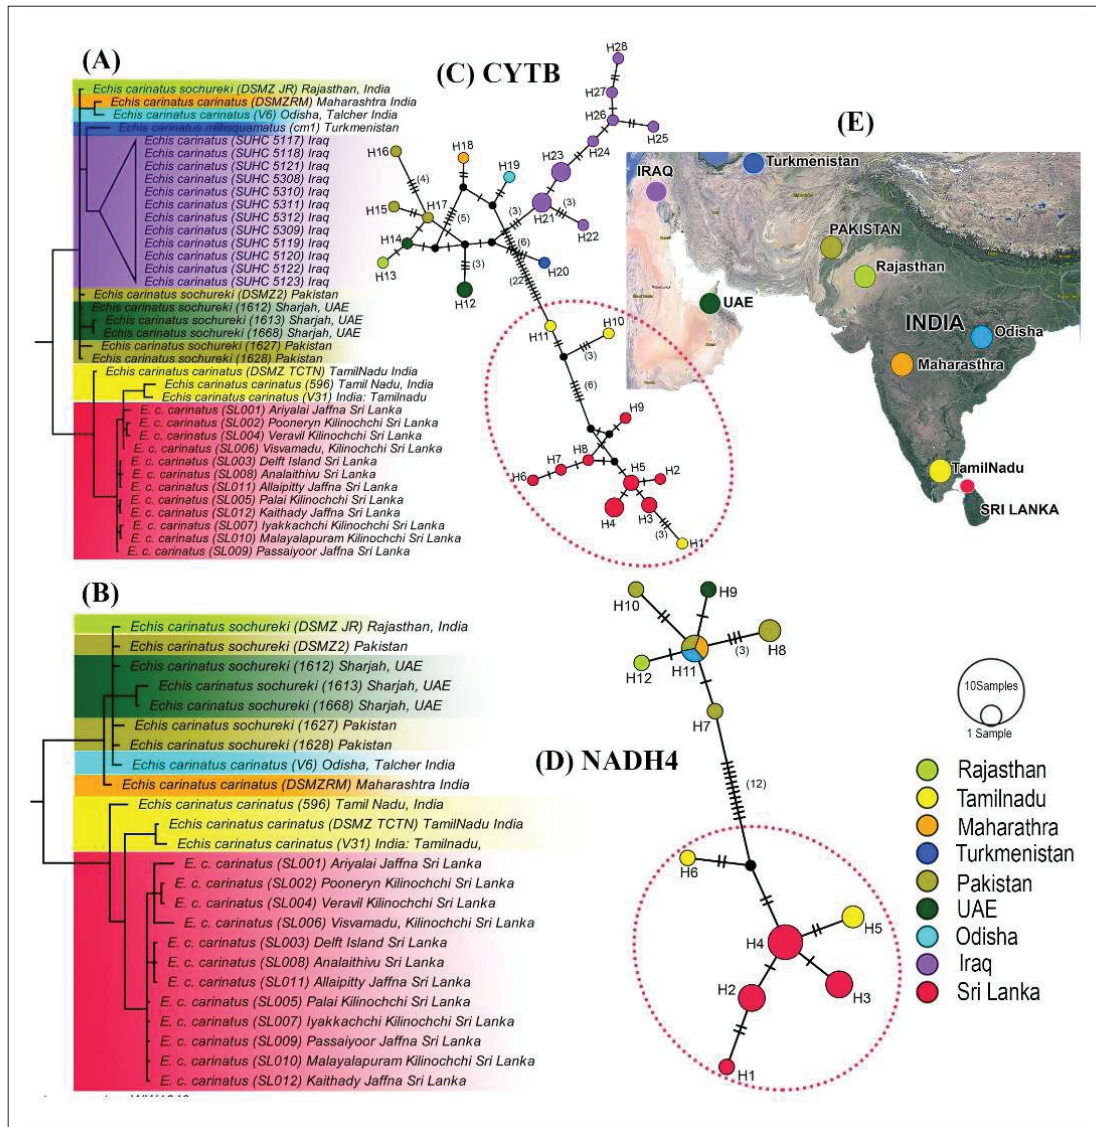 (A)
Echis carinatus sochureki (DSMZ JR) Rajasthan, India
Echis carinatus carinatus (DSMZRM) Maharashtra India
Echis carinatus carinatus (V6) Odisha, Talcher India
Echis carinatus multisquamatus (cm1) Turkmenistan
Echis carinatus (SUHC 5117) Iraq
Echis carinatus (SUHC 5118) Iraq
Echis carinatus (SUHC 5121) Iraq
Echis carinatus (SUHC 5308) Iraq
Echis carinatus (SUHC 5310) Iraq
Echis carinatus (SUHC 5311) Iraq
Echis carinatus (SUHC 5312) Iraq
Echis carinatus (SUHC 5309) Iraq
Echis carinatus (SUHC 5119) Iraq
Echis carinatus (SUHC 5120) Iraq
Echis carinatus (SUHC 5122) Iraq
Echis carinatus (SUHC 5123) Iraq
Echis carinatus sochureki (DSMZ2) Pakistan
Echis carinatus sochureki (1612) Sharjah, UAE
Echis carinatus sochureki (1613) Sharjah, UAE
Echis carinatus sochureki (1668) Sharjah, UAE
Echis carinatus sochureki (1627) Pakistan
Echis carinatus sochureki (1628) Pakistan
Echis carinatus carinatus (DSMZ TCTN) TamilNadu India
Echis carinatus carinatus (596) Tamil Nadu, India
Echis carinatus carinatus (V31) India: Tamilnadu
E. c. carinatus (SL001) Ariyalai Jaffna Sri Lanka
E. c. carinatus (SL002) Pooneryn Kilinochchi Sri Lanka
E. c. carinatus (SL004) Veravil Kilinochchi Sri Lanka
E. c. carinatus (SL006) Visvamadu, Kilinochchi Sri Lanka
E. c. carinatus (SL003) Delft Island Sri Lanka
E. c. carinatus (SL008) Analaithivu Sri Lanka
E. c. carinatus (SL011) Allaipitty Jaffna Sri Lanka
E. c. carinatus (SL005) Palai Kilinochchi Sri Lanka
E. c. carinatus (SL012) Kaithady Jaffna Sri Lanka
E. c. carinatus (SL007) Iyakkachchi Kilinochchi Sri Lanka
E. c. carinatus (SL010) Malayalapuram Kilinochchi Sri Lanka
E. c. carinatus (SL009) Passaiyoor Jaffna Sri Lanka
(C) CYTB
H28
H27
H26
H25
H24
H23
H21
(3)
H22
(3)
H18
H19
H16
(4)
H17
H15
(5)
H14
H13
(3)
H12
(6)
H20
(22)
H11
H10
(3)
(6)
H9
H8
H7
H6
H5
H2
H4
H3
(3)
H1
(E)
Turkmenistan
IRAQ
PAKISTAN
Rajasthan
UAE
INDIA
Odisha
Maharasthra
TamilNadu
SRI LANKA
(B)
Echis carinatus sochureki (DSMZ JR) Rajasthan, India
Echis carinatus sochureki (DSMZ2) Pakistan
Echis carinatus sochureki (1612) Sharjah, UAE
Echis carinatus sochureki (1613) Sharjah, UAE
Echis carinatus sochureki (1668) Sharjah, UAE
Echis carinatus sochureki (1627) Pakistan
Echis carinatus sochureki (1628) Pakistan
Echis carinatus carinatus (V6) Odisha, Talcher India
Echis carinatus carinatus (DSMZRM) Maharashtra India
Echis carinatus carinatus (596) Tamil Nadu, India
Echis carinatus carinatus (DSMZ TCTN) TamilNadu India
Echis carinatus carinatus (V31) India: Tamilnadu,
E. c. carinatus (SL001) Ariyalai Jaffna Sri Lanka
E. c. carinatus (SL002) Pooneryn Kilinochchi Sri Lanka
E. c. carinatus (SL004) Veravil Kilinochchi Sri Lanka
E. c. carinatus (SL006) Visvamadu, Kilinochchi Sri Lanka
E. c. carinatus (SL003) Delft Island Sri Lanka
E. c. carinatus (SL008) Analaithivu Sri Lanka
E. c. carinatus (SL011) Allaipitty Jaffna Sri Lanka
E. c. carinatus (SL005) Palai Kilinochchi Sri Lanka
E. c. carinatus (SL007) Iyakkachchi Kilinochchi Sri Lanka
E. c. carinatus (SL009) Passaiyoor Jaffna Sri Lanka
E. c. carinatus (SL010) Malayalapuram Kilinochchi Sri Lanka
E. c. carinatus (SL012) Kaithady Jaffna Sri Lanka
(D) NADH4
H10
H9
H8
(3)
H11
H12
H7
(12)
H6
H5
H4
H3
H2
H1
10Samples
1 Sample
Rajasthan
Tamilnadu
Maharathra
Turkmenistan
Pakistan
UAE
Odisha
Iraq
Sri Lanka